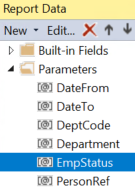 Report Data
New Edit...
Built-in Fields
Parameters
DateFrom
DateTo
DeptCode
Department
EmpStatus
PersonRef